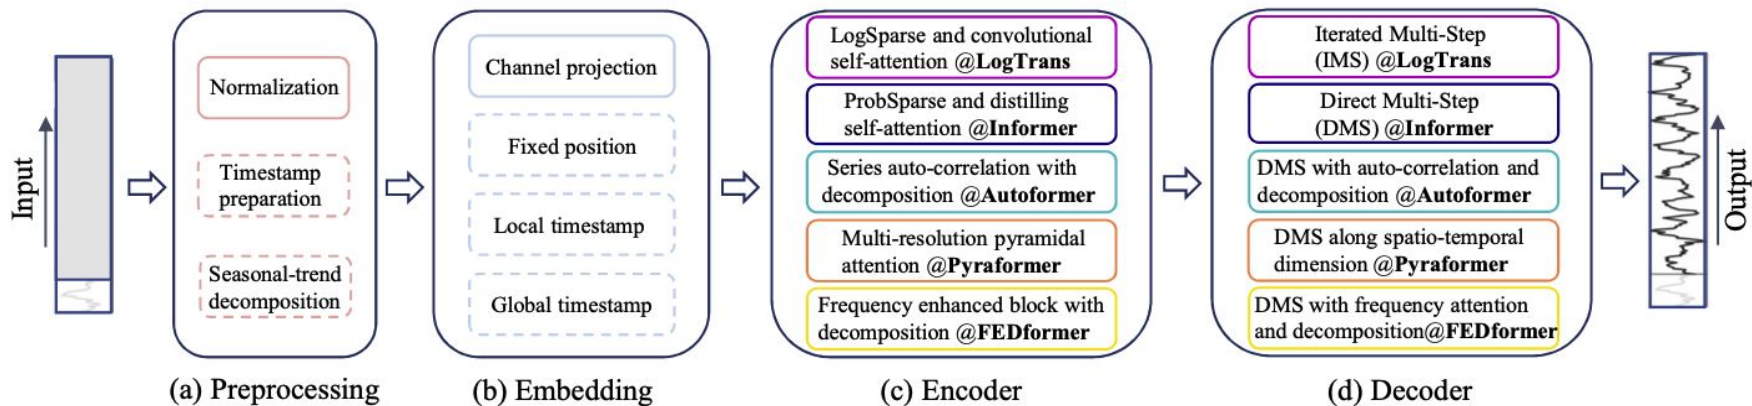 Input
Normalization
Timestamp
preparation
Seasonal-trend
decomposition
(a) Preprocessing
Channel projection
Fixed position
Local timestamp
Global timestamp
(b) Embedding
LogSparse and convolutional
self-attention @LogTrans
ProbSparse and distilling
self-attention @Informer
Series auto-correlation with
decomposition @Autoformer
Multi-resolution pyramidal
attention @Pyraformer
Frequency enhanced block with
decomposition @FEDformer
(c) Encoder
Iterated Multi-Step
(IMS) @LogTrans
Direct Multi-Step
(DMS) @Informer
DMS with auto-correlation and
decomposition @Autoformer
DMS along spatio-temporal
dimension @Pyraformer
DMS with frequency attention
and decomposition@FEDformer
(d) Decoder
Output